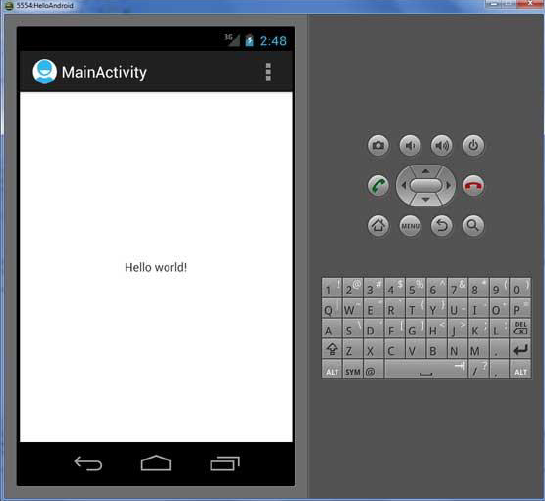 5554:HelloAndroid
3G 2:48
MainActivity
Hello world!
MENU
1 ! 2 @ 3 # 4 $ 5 % 6 ^ 7 & 8 * 9 ( 0 )
Q W ~ E " R ` T { Y } U _ I - O + P =
A S \ D ' F [ G ] H < J > K ; L : DEL
Z X C V B N M .
ALT SYM @ / ? , ALT